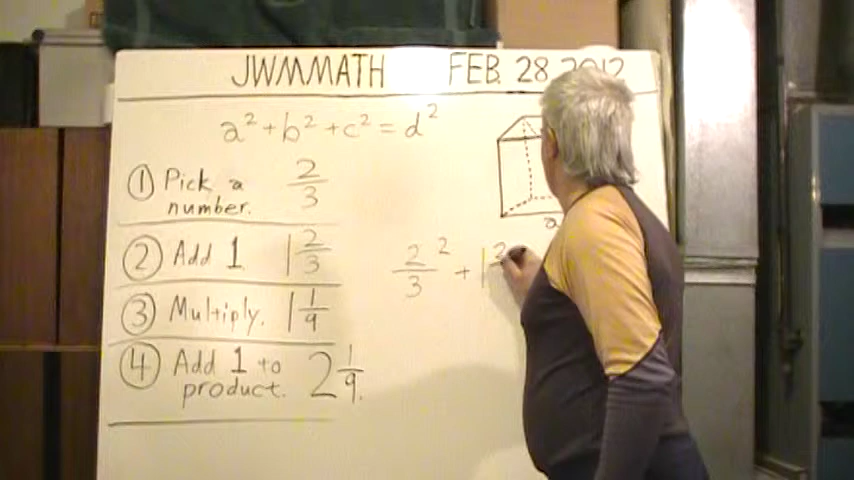 JWMMATH FEB. 28 2012
a² + b² + c² = d²
① Pick a number. 2/3
② Add 1 1 2/3
③ Multiply. 1 1/9
④ Add 1 to product. 2 1/9.
a
2/3 ² + 1 2